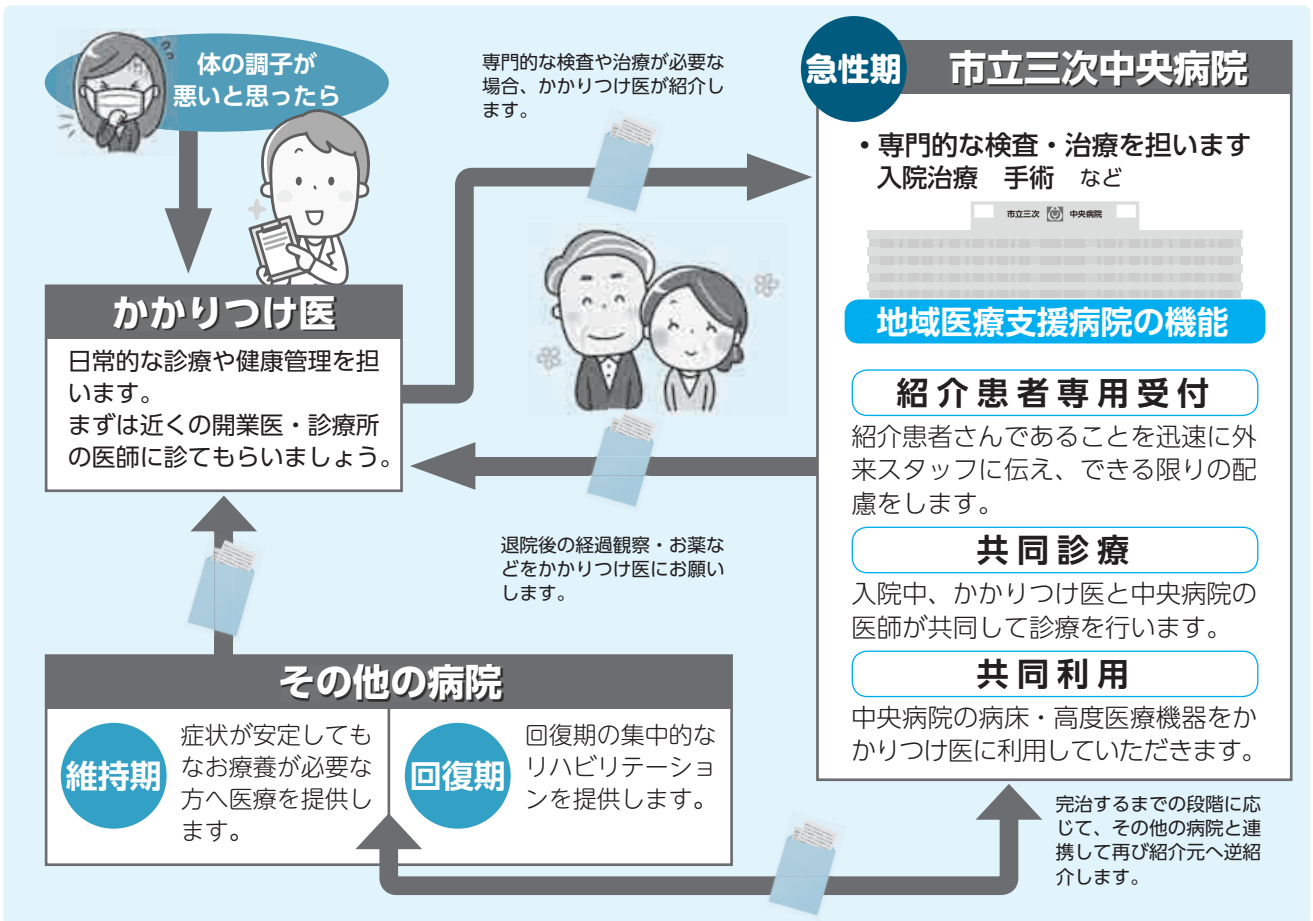 体の調子が
悪いと思ったら
専門的な検査や治療が必要な
場合、かかりつけ医が紹介し
ます。
急性期
市立三次中央病院
・専門的な検査・治療を担います
入院治療　手術　など
市立三次 中央病院
地域医療支援病院の機能
紹介患者専用受付
紹介患者さんであることを迅速に外
来スタッフに伝え、できる限りの配
慮をします。
共同診療
入院中、かかりつけ医と中央病院の
医師が共同して診療を行います。
共同利用
中央病院の病床・高度医療機器をか
かりつけ医に利用していただきます。
かかりつけ医
日常的な診療や健康管理を担
います。
まずは近くの開業医・診療所
の医師に診てもらいましょう。
退院後の経過観察・お薬な
どをかかりつけ医にお願い
します。
その他の病院
維持期
症状が安定しても
なお療養が必要な
方へ医療を提供し
ます。
回復期
回復期の集中的な
リハビリテーショ
ンを提供します。
完治するまでの段階に応
じて、その他の病院と連
携して再び紹介元へ逆紹
介します。